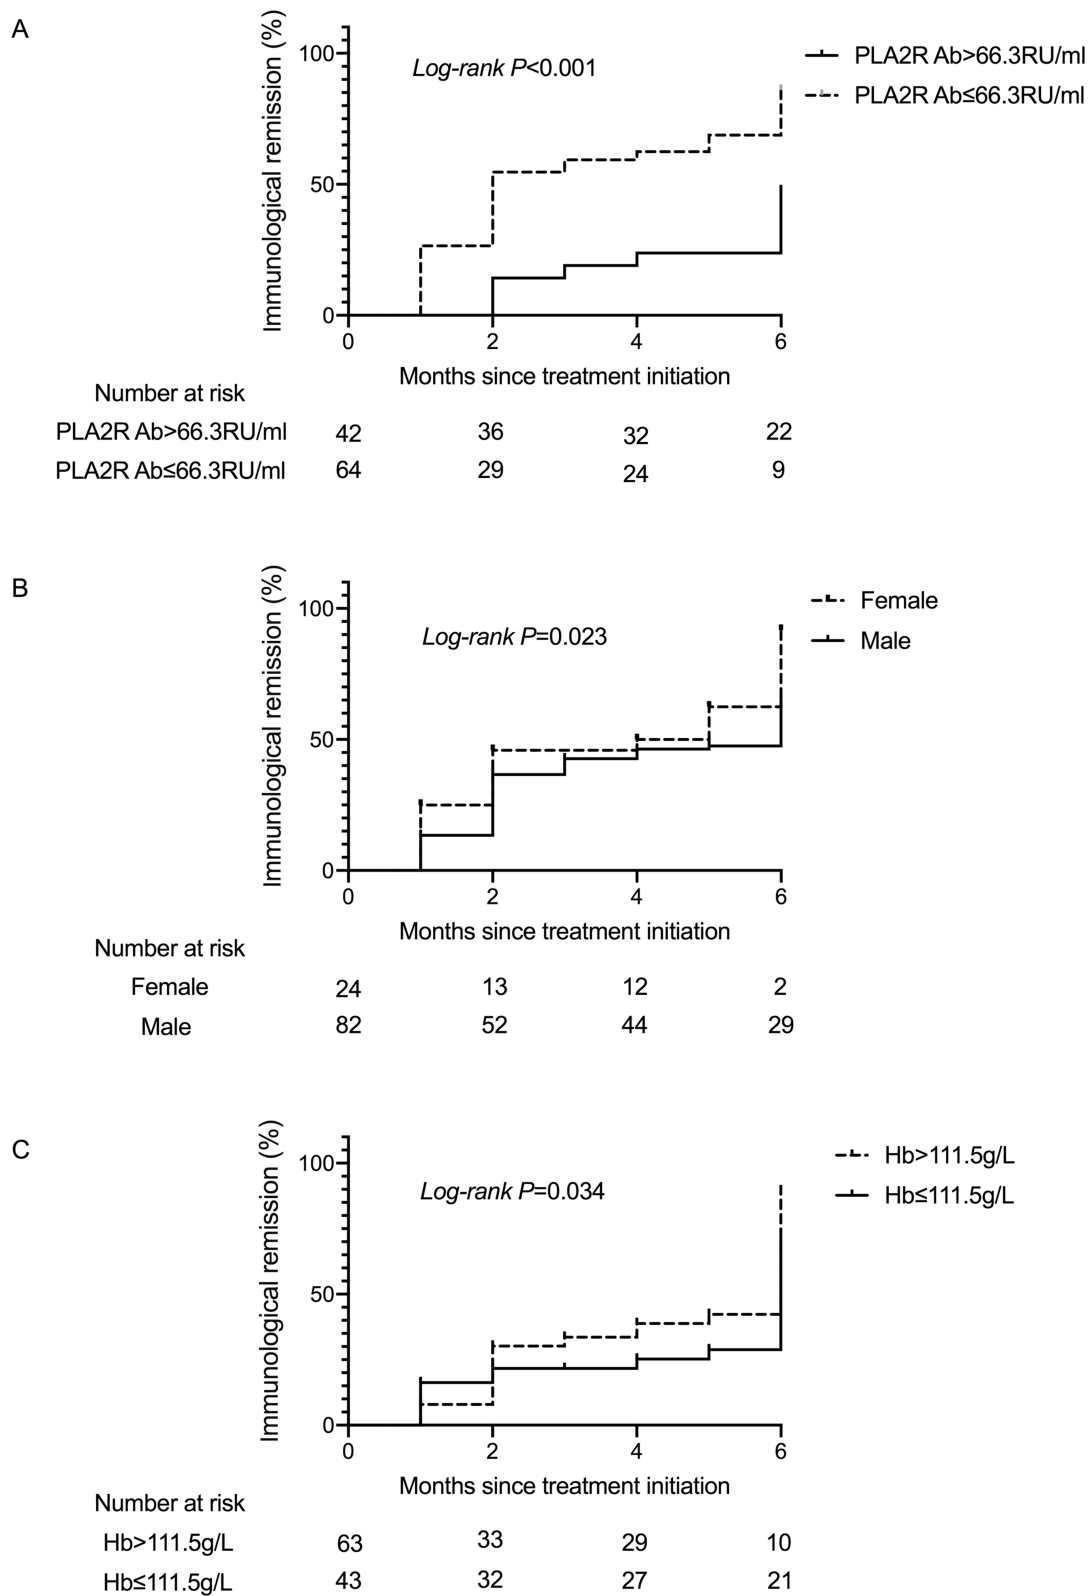 A
Immunological remission (%)
100
50
0
Log-rank P<0.001
PLA2R Ab>66.3RU/ml
PLA2R Ab≤66.3RU/ml
0 2 4 6
Months since treatment initiation
Number at risk
PLA2R Ab>66.3RU/ml 42 36 32 22
PLA2R Ab≤66.3RU/ml 64 29 24 9
B
Immunological remission (%)
100
50
0
Log-rank P=0.023
Female
Male
0 2 4 6
Months since treatment initiation
Number at risk
Female 24 13 12 2
Male 82 52 44 29
C
Immunological remission (%)
100
50
0
Log-rank P=0.034
Hb>111.5g/L
Hb≤111.5g/L
0 2 4 6
Months since treatment initiation
Number at risk
Hb>111.5g/L 63 33 29 10
Hb≤111.5g/L 43 32 27 21